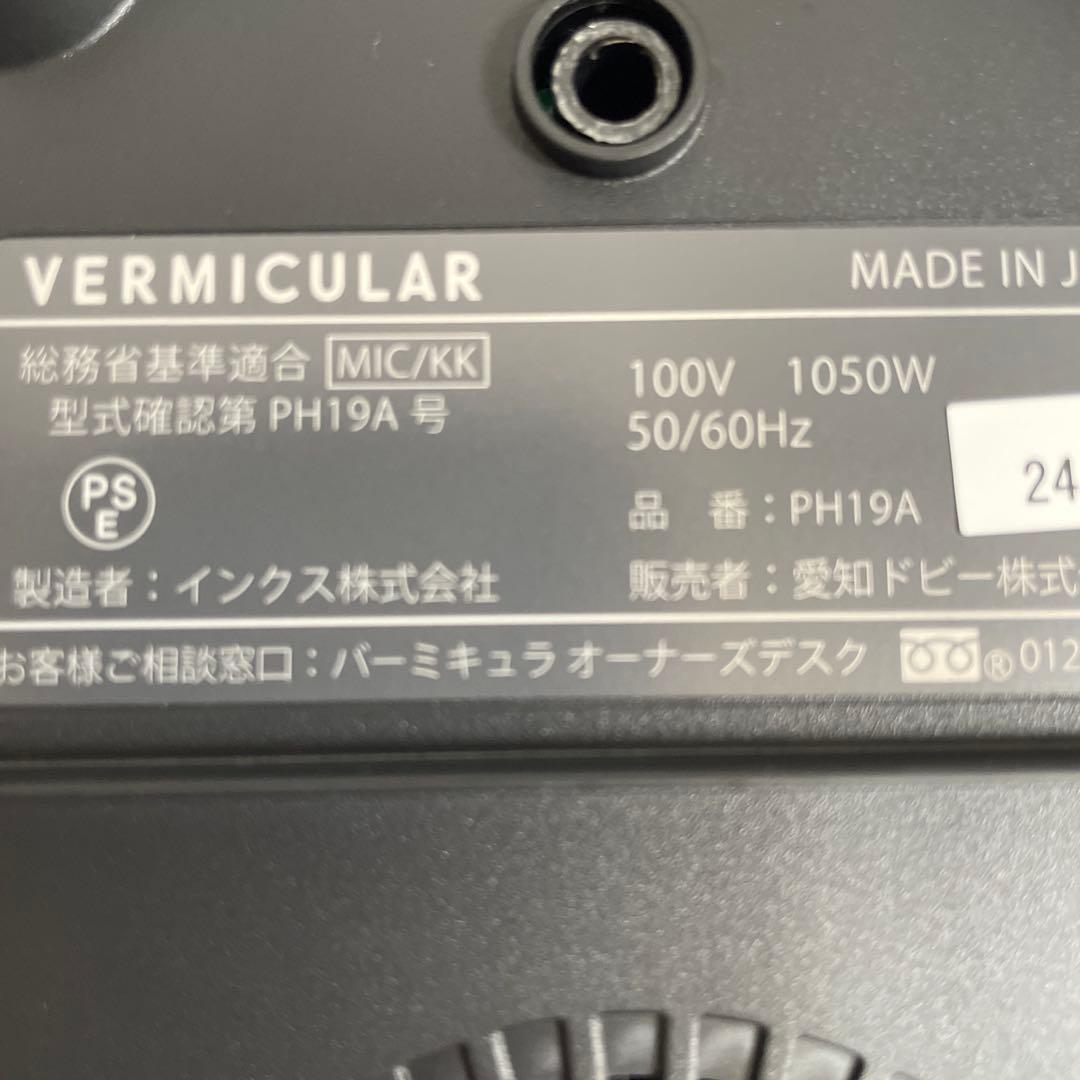 VERMICULAR MADE IN J
総務省基準適合 MIC/KK
型式確認第 PH19A 号
100V 1050W
50/60Hz
PS
E
品 番：PH19A
24
製造者：インクス株式会社
販売者：愛知ドビー株式
お客様ご相談窓口：バーミキュラ オーナーズデスク ® 012